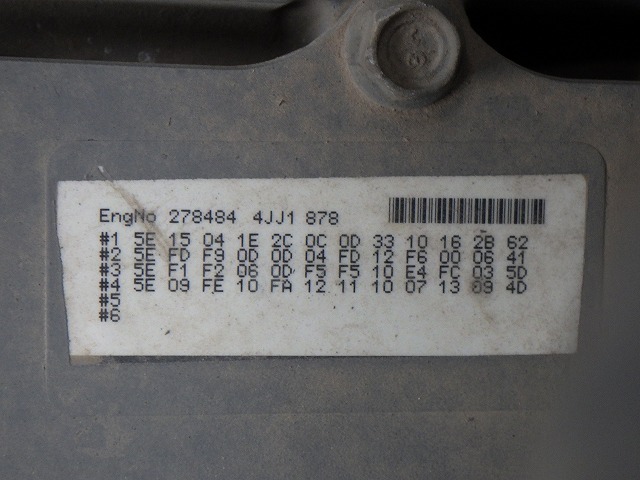 EngNo 278484 4JJ1 878
#1 5E 15 04 1E 2C 0C 0D 33 10 16 2B 62
#2 5E FD F9 0D 0D 04 FD 12 F6 00 06 41
#3 5E F1 F2 06 0D F5 F5 10 E4 FC 03 5D
#4 5E 09 FE 10 FA 12 11 10 07 13 09 4D
#5
#6